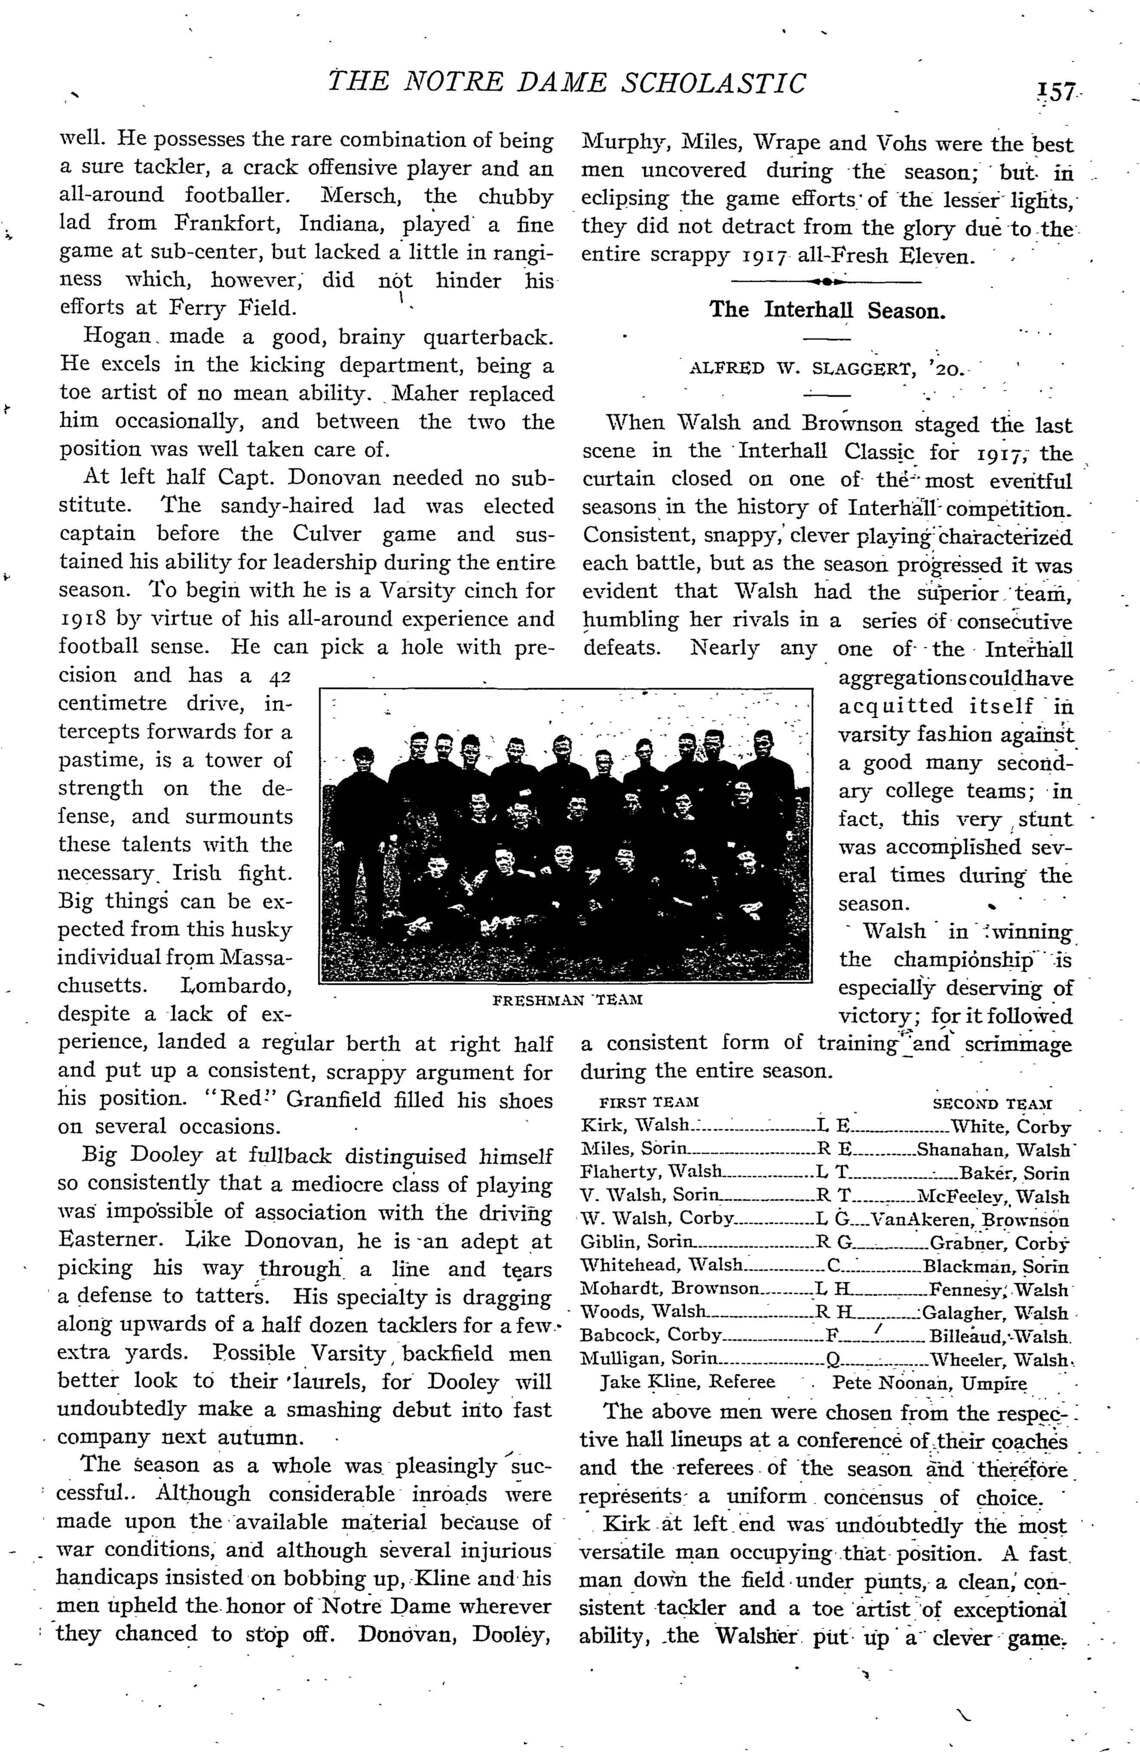 THE NOTRE DAME SCHOLASTIC
157
well. He possesses the rare combination of being
a sure tackler, a crack offensive player and an
all-around footballer. Mersch, the chubby
lad from Frankfort, Indiana, played a fine
game at sub-center, but lacked a little in rangi-
ness which, however, did not hinder his
efforts at Ferry Field.
Hogan made a good, brainy quarterback.
He excels in the kicking department, being a
toe artist of no mean ability. Maher replaced
him occasionally, and between the two the
position was well taken care of.
At left half Capt. Donovan needed no sub-
stitute. The sandy-haired lad was elected
captain before the Culver game and sus-
tained his ability for leadership during the entire
season. To begin with he is a Varsity cinch for
1918 by virtue of his all-around experience and
football sense. He can pick a hole with pre-
cision and has a 42
centimetre drive, in-
tercepts forwards for a
pastime, is a tower of
strength on the de-
fense, and surmounts
these talents with the
necessary Irish fight.
Big things can be ex-
pected from this husky
individual from Massa-
chusetts. Lombardo,
despite a lack of ex-
perience, landed a regular berth at right half
and put up a consistent, scrappy argument for
his position. "Red" Granfield filled his shoes
on several occasions.
Big Dooley at fullback distinguised himself
so consistently that a mediocre class of playing
was impossible of association with the driving
Easterner. Like Donovan, he is an adept at
picking his way through a line and tears
a defense to tatters. His specialty is dragging
along upwards of a half dozen tacklers for a few
extra yards. Possible Varsity backfield men
better look to their laurels, for Dooley will
undoubtedly make a smashing debut into fast
company next autumn.
The season as a whole was pleasingly suc-
cessful.. Although considerable inroads were
made upon the available material because of
war conditions, and although several injurious
handicaps insisted on bobbing up, Kline and his
men upheld the honor of Notre Dame wherever
they chanced to stop off. Donovan, Dooley,
Murphy, Miles, Wrape and Vohs were the best
men uncovered during the season; but in
eclipsing the game efforts of the lesser lights,
they did not detract from the glory due to the
entire scrappy 1917 all-Fresh Eleven.
The Interhall Season.
ALFRED W. SLAGGERT, '20.
When Walsh and Brownson staged the last
scene in the Interhall Classic for 1917, the
curtain closed on one of the most eventful
seasons in the history of Interhall competition.
Consistent, snappy, clever playing characterized
each battle, but as the season progressed it was
evident that Walsh had the superior team,
humbling her rivals in a series of consecutive
defeats. Nearly any one of the Interhall
aggregations could have
acquitted itself in
varsity fashion against
a good many second-
ary college teams; in
fact, this very stunt
was accomplished sev-
eral times during the
season.
Walsh in winning
the championship is
especially deserving of
victory; for it followed
FRESHMAN TEAM
a consistent form of training and scrimmage
during the entire season.
FIRST TEAM SECOND TEAM
Kirk, Walsh L E White, Corby
Miles, Sorin R E Shanahan, Walsh
Flaherty, Walsh L T Baker, Sorin
V. Walsh, Sorin R T McFeeley, Walsh
W. Walsh, Corby L G VanAkeren, Brownson
Giblin, Sorin R G Grabner, Corby
Whitehead, Walsh C Blackman, Sorin
Mohardt, Brownson L H Fennesy, Walsh
Woods, Walsh R H Galagher, Walsh
Babcock, Corby F Billeaud, Walsh.
Mulligan, Sorin Q Wheeler, Walsh
Jake Kline, Referee Pete Noonan, Umpire
The above men were chosen from the respec-
tive hall lineups at a conference of their coaches
and the referees of the season and therefore
represents a uniform concensus of choice.
Kirk at left end was undoubtedly the most
versatile man occupying that position. A fast
man down the field under punts, a clean, con-
sistent tackler and a toe artist of exceptional
ability, the Walsher put up a clever game.